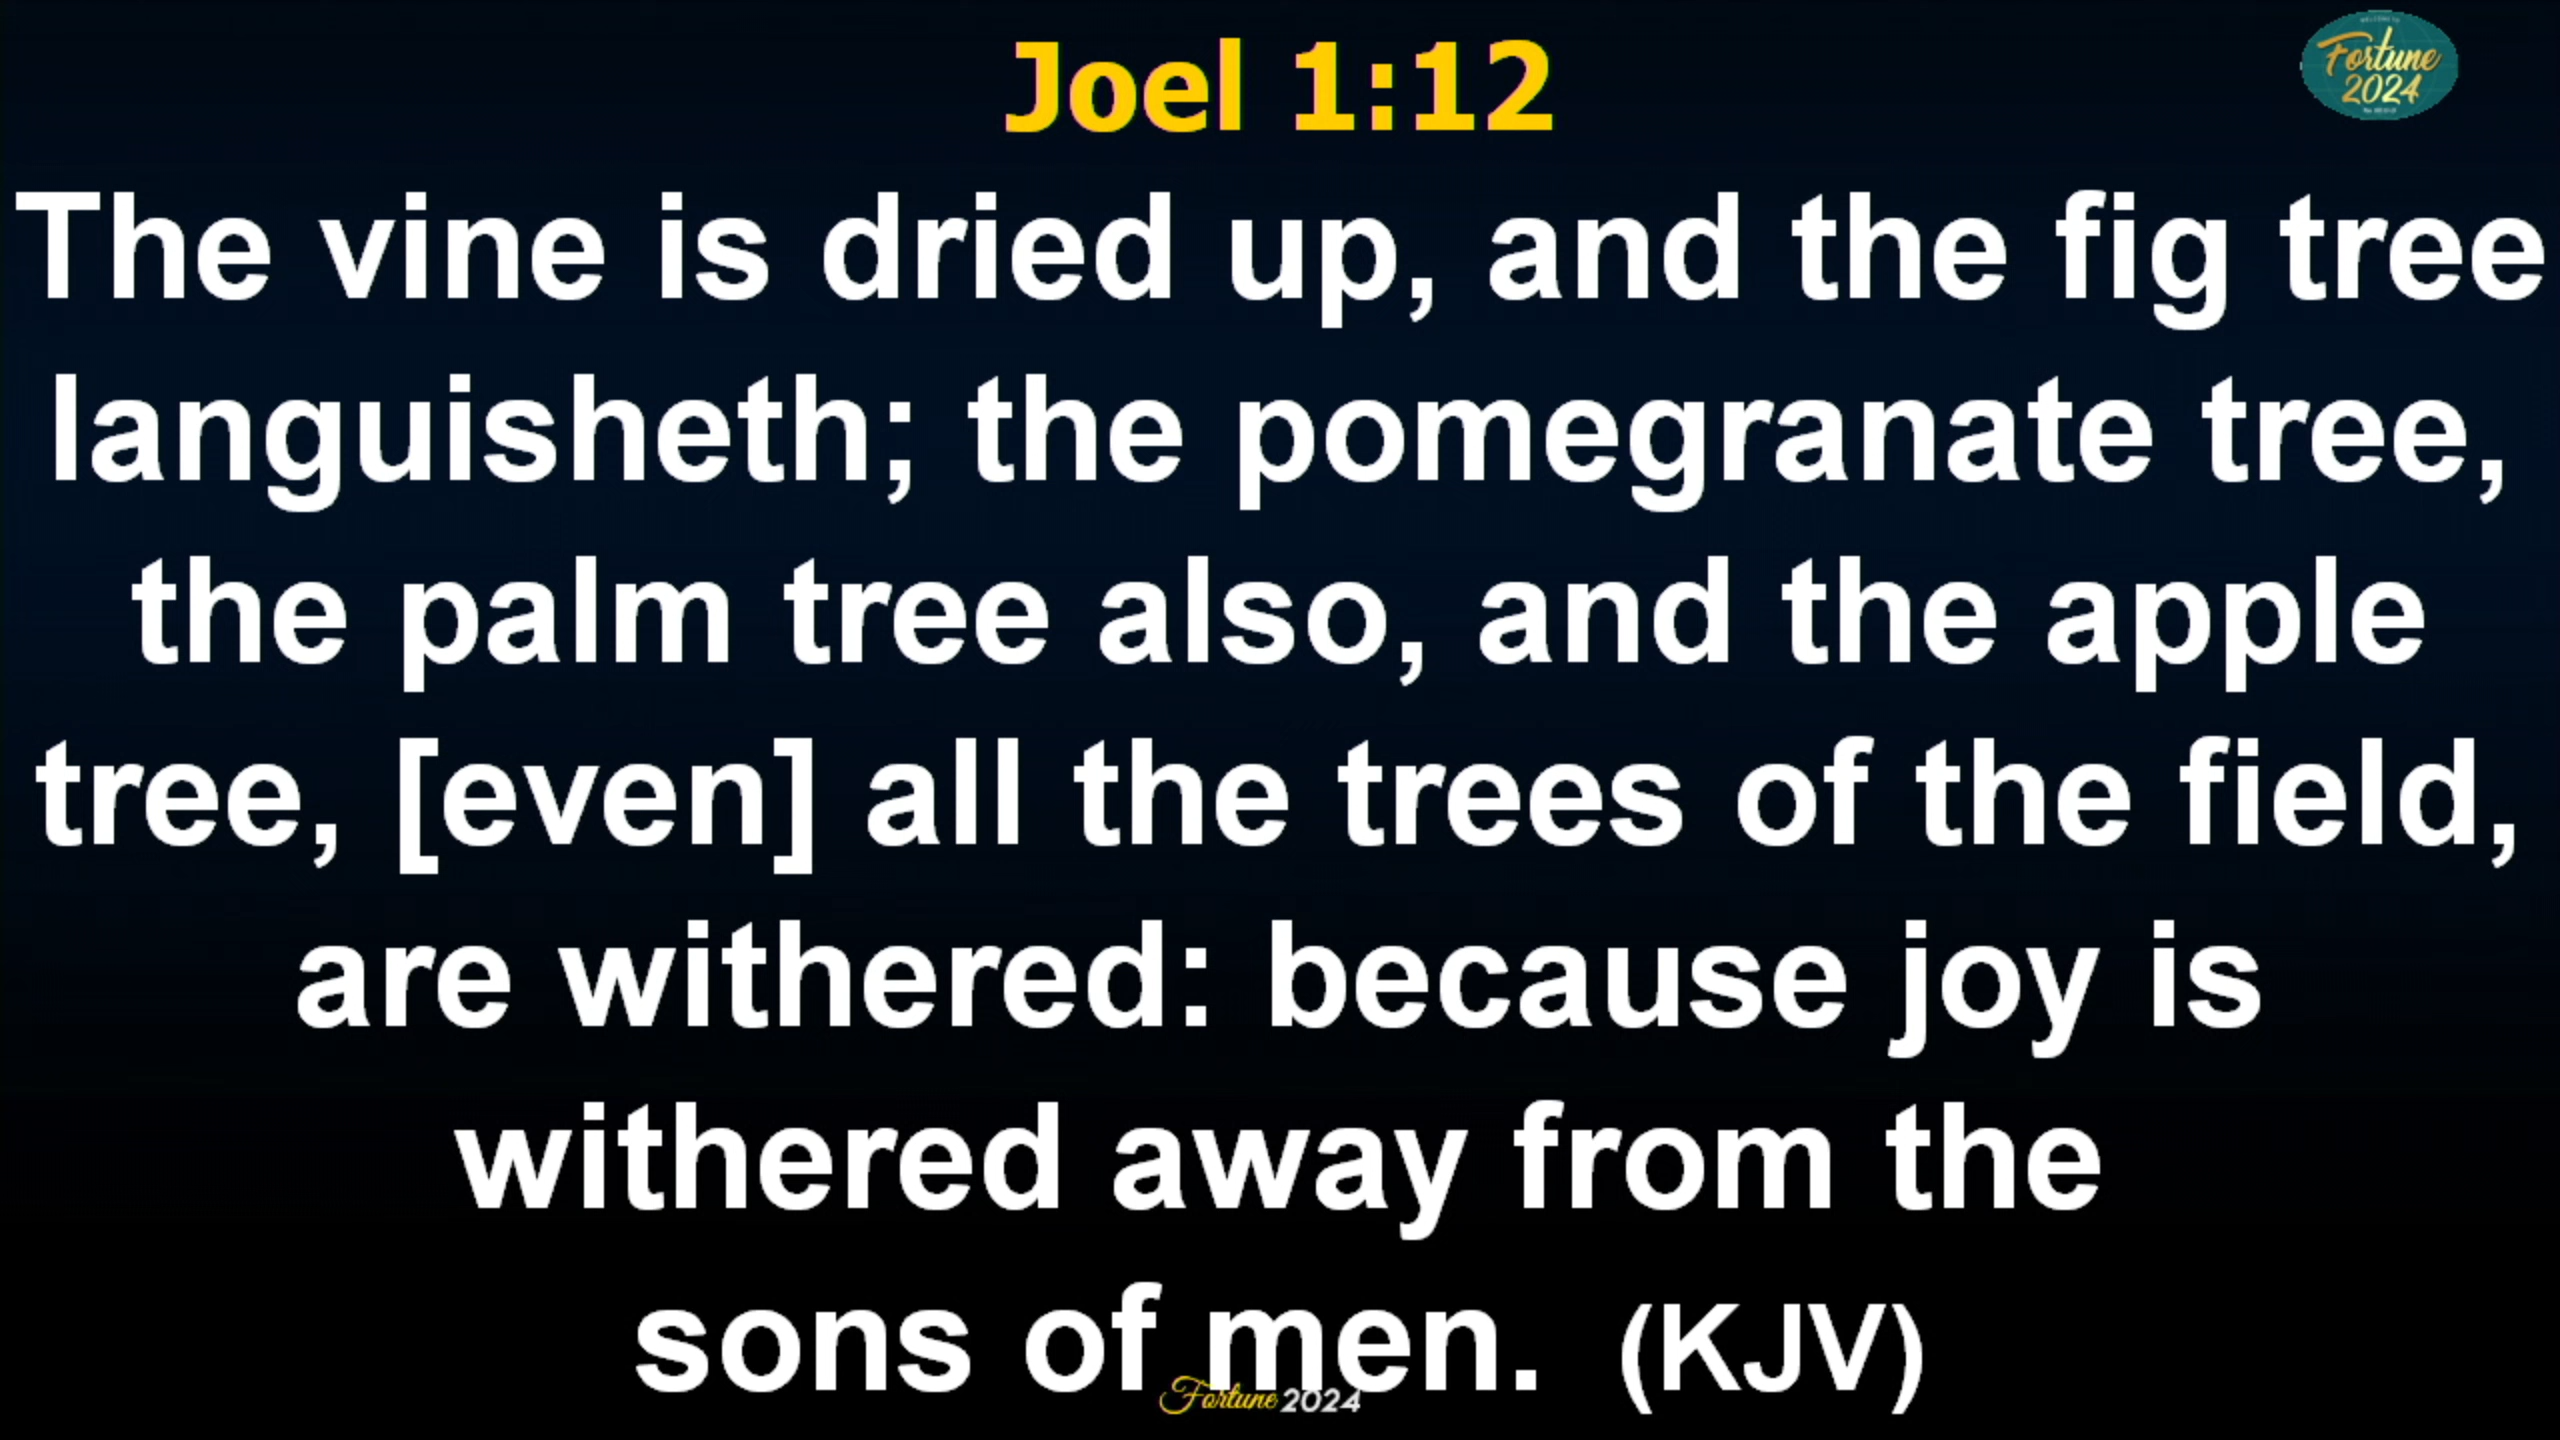 Joel 1:12
Fortune
2024
The vine is dried up, and the fig tree
languisheth; the pomegranate tree,
the palm tree also, and the apple
tree, [even] all the trees of the field,
are withered: because joy is
withered away from the
sons of men. (KJV)
Fortune 2024